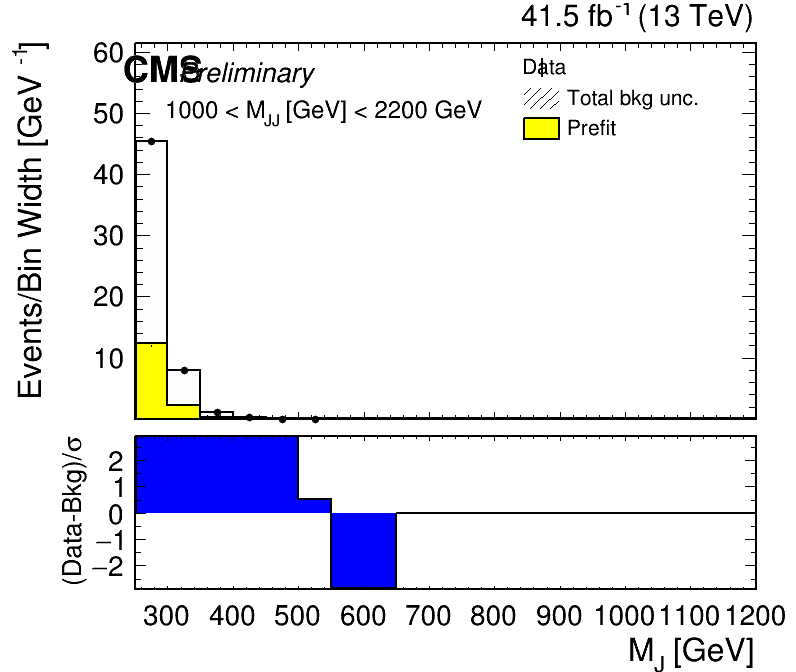 41.5 fb-1 (13 TeV)
CMS Preliminary
1000 < MJJ [GeV] < 2200 GeV
Data
Total bkg unc.
Prefit
Events/Bin Width [GeV-1]
60
50
40
30
20
10
(Data-Bkg)/σ
2
1
0
−1
−2
300 400 500 600 700 800 900 1000 1100 1200
MJ [GeV]